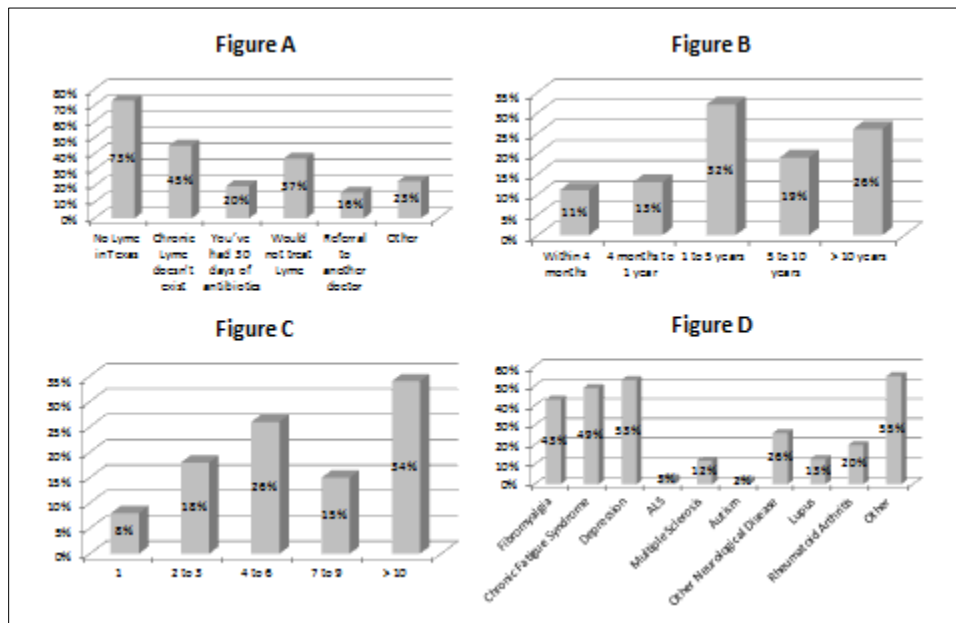 Figure A
80%
70%
60%
50%
40%
30%
20%
10%
0%
73%
45%
20%
37%
16%
23%
No Lyme
in Texas
Chronic
Lyme
doesn't
exist
You've
had 30
days of
antibiotes
Would
not treat
Lyme
Referral to
another
doctor
Other
Figure B
35%
30%
25%
20%
15%
10%
5%
0%
11%
13%
32%
19%
26%
Within 4
months
4 months to
1 year
1 to 5 years
5 to 10
years
> 10 years
Figure C
35%
30%
25%
20%
15%
10%
5%
0%
8%
18%
26%
15%
34%
1
2 to 3
4 to 6
7 to 9
> 10
Figure D
60%
50%
40%
30%
20%
10%
0%
43%
49%
53%
3%
12%
2%
26%
13%
20%
55%
Fibromyalgia
Chronic Fatigue Syndrome
Depression
ALS
Multiple Sclerosis
Autism
Other Neurological Disease
Lupus
Rheumatoid Arthritis
Other